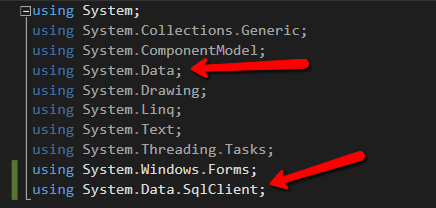 using System;
using System.Collections.Generic;
using System.ComponentModel;
using System.Data;
using System.Drawing;
using System.Linq;
using System.Text;
using System.Threading.Tasks;
using System.Windows.Forms;
using System.Data.SqlClient;